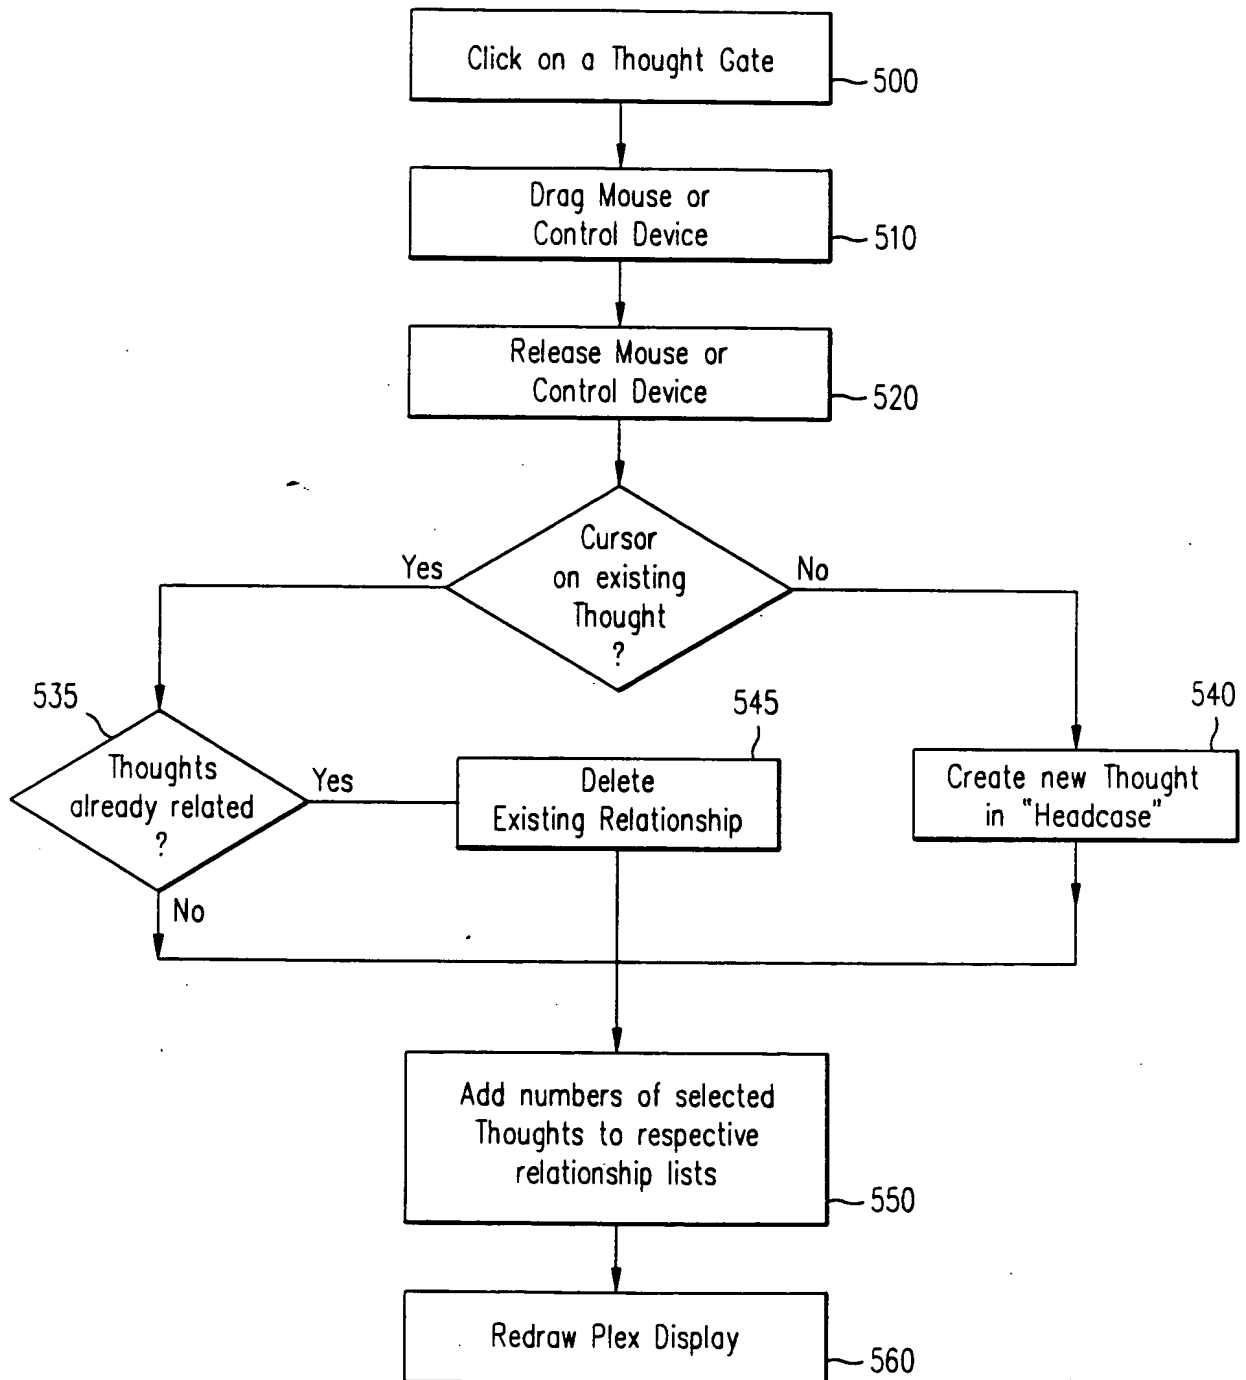 Click on a Thought Gate
500
Drag Mouse or
Control Device
510
Release Mouse or
Control Device
520
Cursor
on existing
Thought
?
Yes
No
535
Thoughts
already related
?
Yes
No
545
Delete
Existing Relationship
540
Create new Thought
in "Headcase"
Add numbers of selected
Thoughts to respective
relationship lists
550
Redraw Plex Display
560